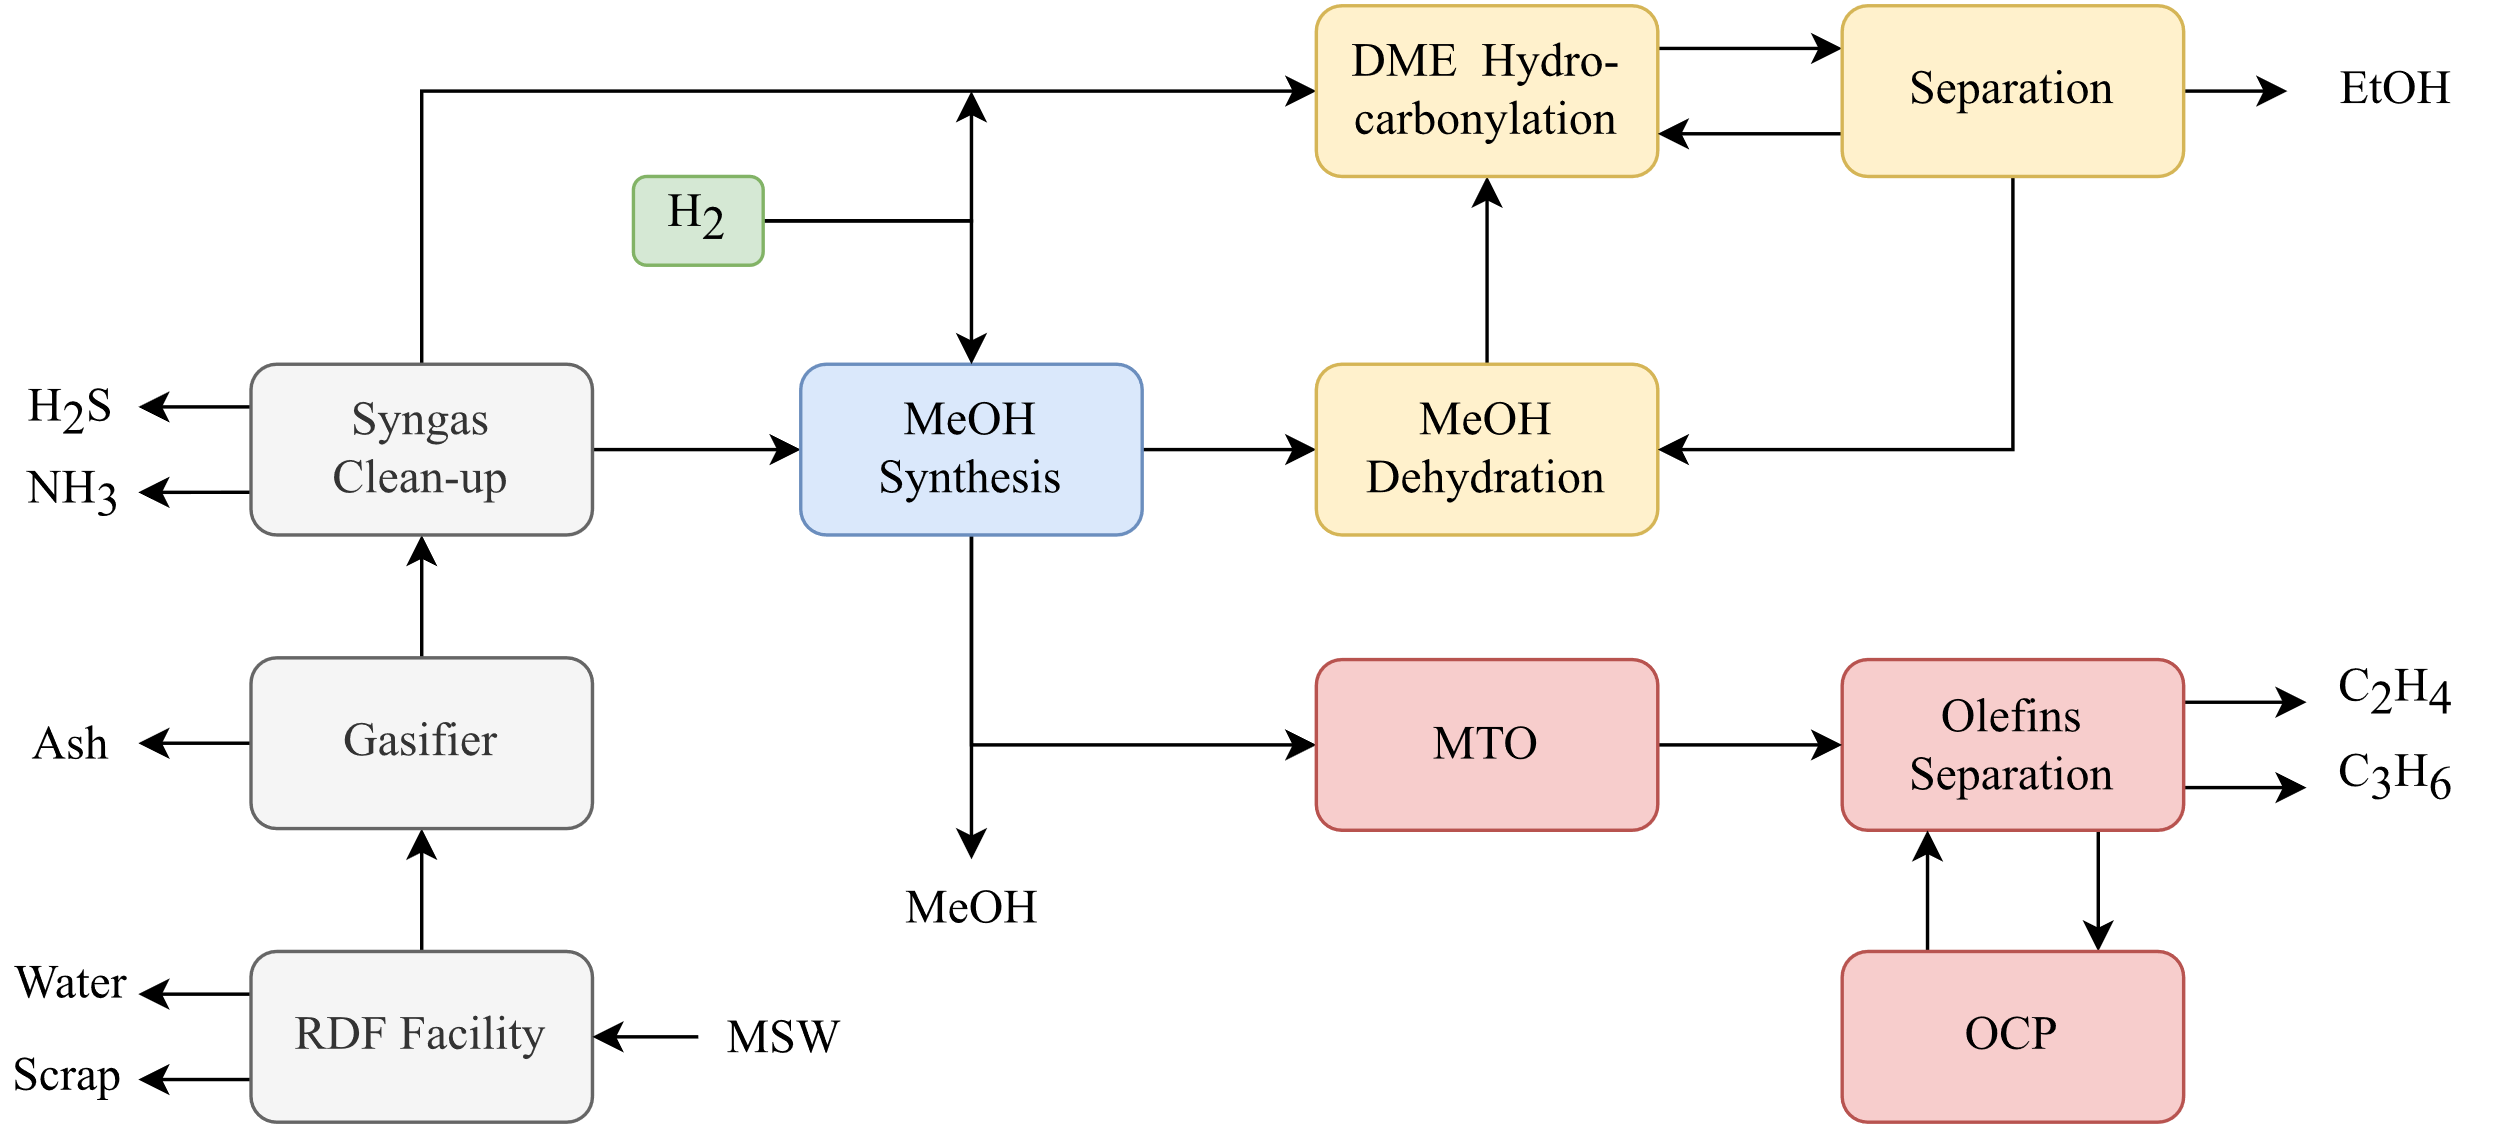 DME Hydro-
carbonylation
Separation
EtOH
H2
H2S
NH3
Syngas
Clean-up
MeOH
Synthesis
MeOH
Dehydration
Ash
Gasifier
MTO
Olefins
Separation
C2H4
C3H6
MeOH
Water
Scrap
RDF Facility
MSW
OCP